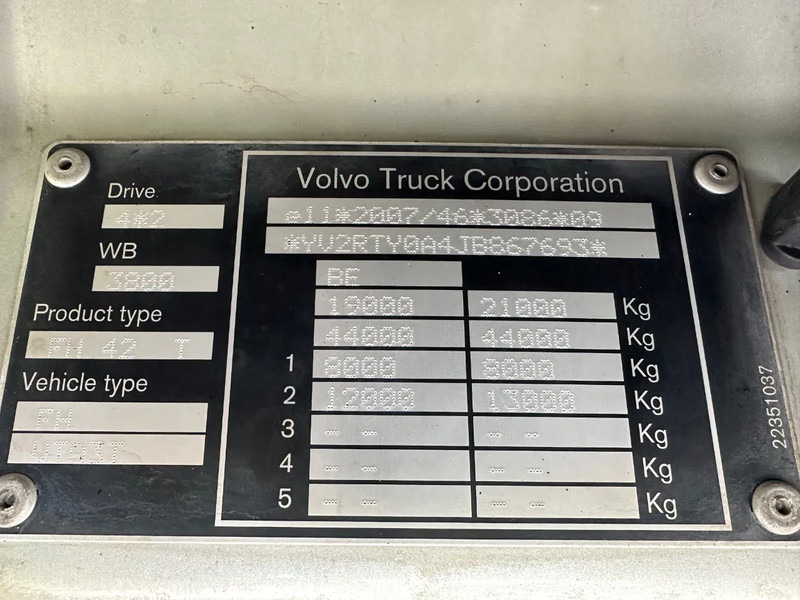 Drive
4*2
WB
3800
Product type
FH 42 T
Vehicle type
FH
Volvo Truck Corporation
e11*2007/46*3086*09
*YV2RTY0A4JB867693*
BE
19000 21000 Kg
44000 44000 Kg
1 8000 8000 Kg
2 12000 13000 Kg
3 -- -- -- -- Kg
4 -- -- -- -- Kg
5 -- -- -- -- Kg
22351037